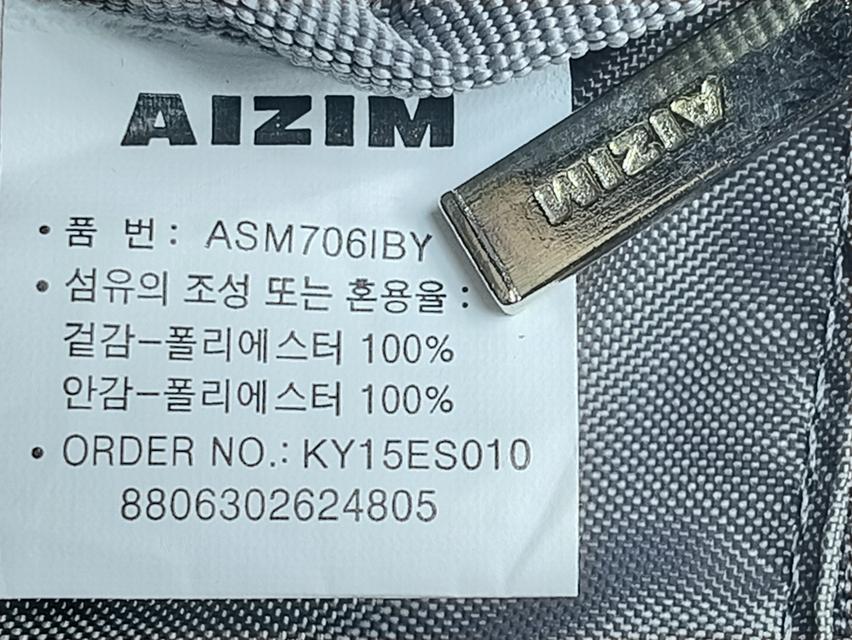 AIZIM
AIZIM
• 품 번 : ASM706IBY
• 섬유의 조성 또는 혼용율 :
겉감-폴리에스터 100%
안감-폴리에스터 100%
• ORDER NO.: KY15ES010
8806302624805